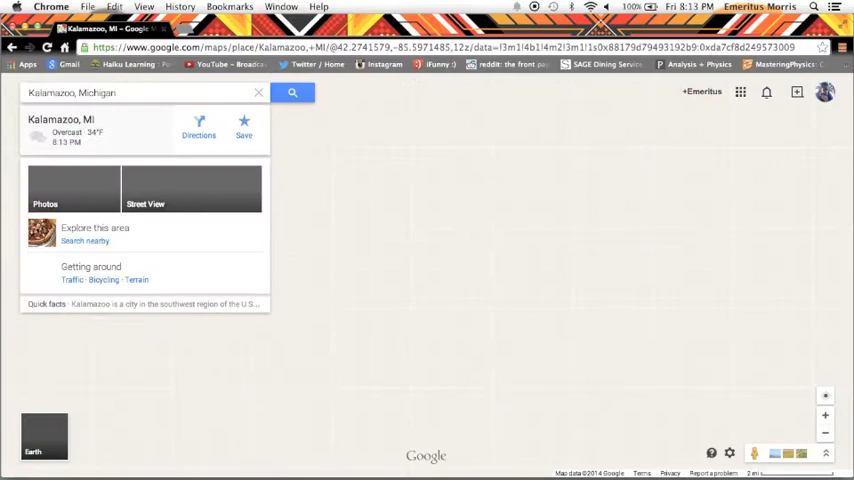 Chrome File Edit View History Bookmarks Window Help 100% Fri 8:13 PM Emeritus Morris
Kalamazoo, MI – Google M
https://www.google.com/maps/place/Kalamazoo,+MI/@42.2741579,-85.5971485,12z/data=!3m1!4b1!4m2!3m1!1s0x88179d79493192b9:0xda7cf8d249573009
Apps Gmail Haiku Learning : Po YouTube – Broadca Twitter / Home Instagram iFunny :) reddit: the front pag SAGE Dining Service Analysis + Physics MasteringPhysics: C
Kalamazoo, Michigan
+Emeritus
Kalamazoo, MI
Overcast · 34°F
8:13 PM
Directions
Save
Photos
Street View
Explore this area
Search nearby
Getting around
Traffic · Bicycling · Terrain
Quick facts · Kalamazoo is a city in the southwest region of the U.S...
Earth
Google
Map data ©2014 Google Terms Privacy Report a problem 2 mi